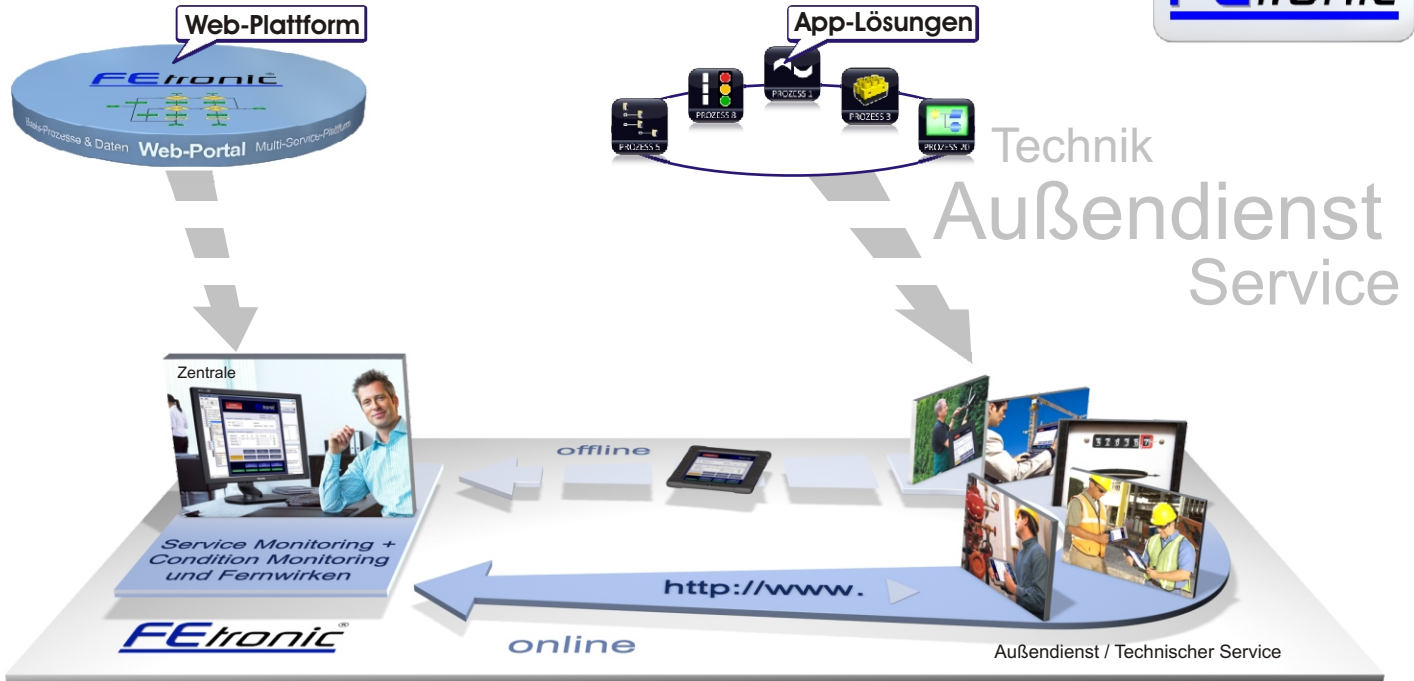 Web-Plattform
App-Lösungen
FEtronic
FEtronic®
Basis-Prozesse & Daten Web-Portal Multi-Service-Plattform
PROZESS 5
PROZESS 8
PROZESS 1
PROZESS 3
PROZESS 20
Technik
Außendienst
Service
Zentrale
offline
Service Monitoring +
Condition Monitoring
und Fernwirken
http://www.
FEtronic®
online
Außendienst / Technischer Service